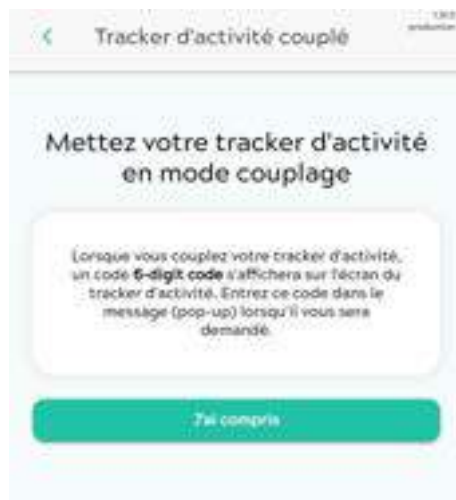 Tracker d'activité couplé
Mettez votre tracker d'activité
en mode couplage
Lorsque vous couplez votre tracker d'activité,
un code 6-digit code s'affichera sur l'écran du
tracker d'activité. Entrez ce code dans le
message (pop-up) lorsqu'il vous sera
demandé.
J'ai compris